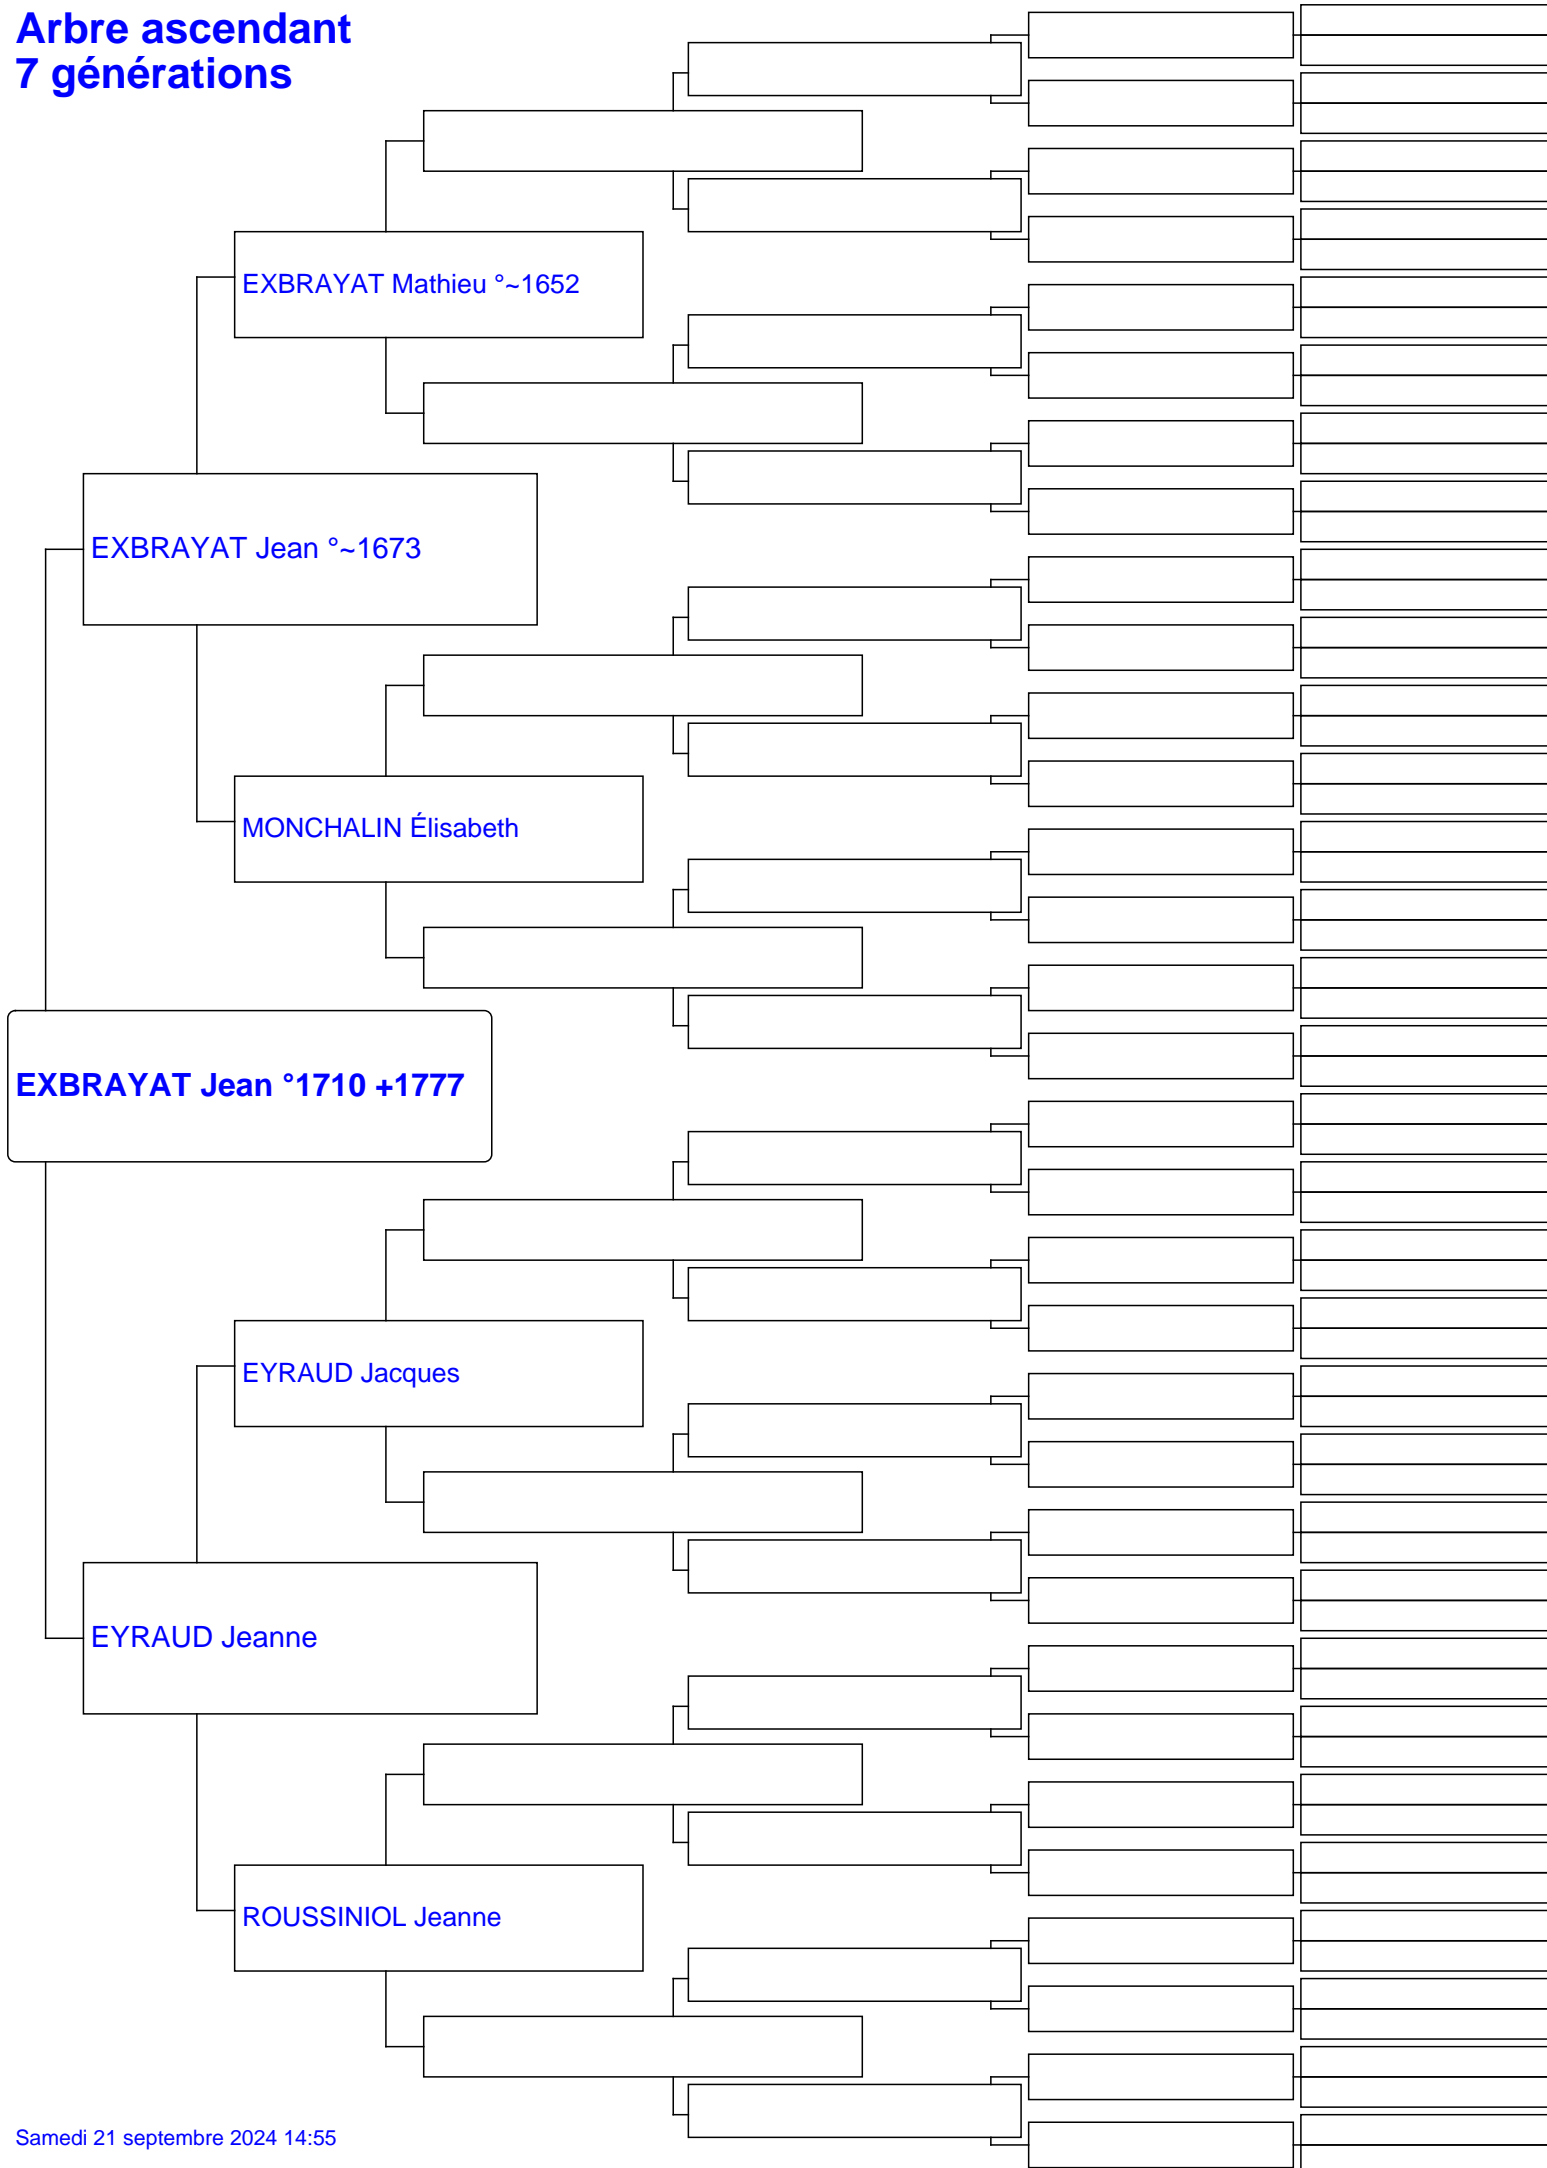 Arbre ascendant
7 générations
EXBRAYAT Mathieu °~1652
EXBRAYAT Jean °~1673
MONCHALIN Élisabeth
EXBRAYAT Jean °1710 +1777
EYRAUD Jacques
EYRAUD Jeanne
ROUSSINIOL Jeanne
Samedi 21 septembre 2024 14:55